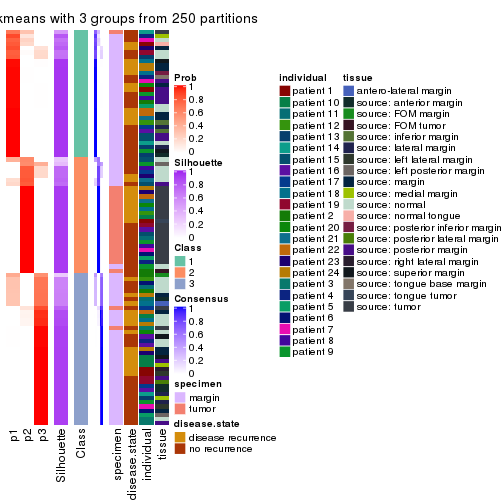 kmeans with 3 groups from 250 partitions
Prob
1
0.8
0.6
0.4
0.2
0
Silhouette
1
0.8
0.6
0.4
0.2
0
Class
1
2
3
Consensus
1
0.8
0.6
0.4
0.2
0
specimen
margin
tumor
disease.state
disease recurrence
no recurrence
individual
patient 1
patient 10
patient 11
patient 12
patient 13
patient 14
patient 15
patient 16
patient 17
patient 18
patient 19
patient 2
patient 20
patient 21
patient 22
patient 23
patient 24
patient 3
patient 4
patient 5
patient 6
patient 7
patient 8
patient 9
tissue
antero-lateral margin
source: anterior margin
source: FOM margin
source: FOM tumor
source: inferior margin
source: lateral margin
source: left lateral margin
source: left posterior margin
source: margin
source: medial margin
source: normal
source: normal tongue
source: posterior inferior margin
source: posterior lateral margin
source: posterior margin
source: right lateral margin
source: superior margin
source: tongue base margin
source: tongue tumor
source: tumor
p1
p2
p3
Silhouette
Class
specimen
disease.state
individual
tissue